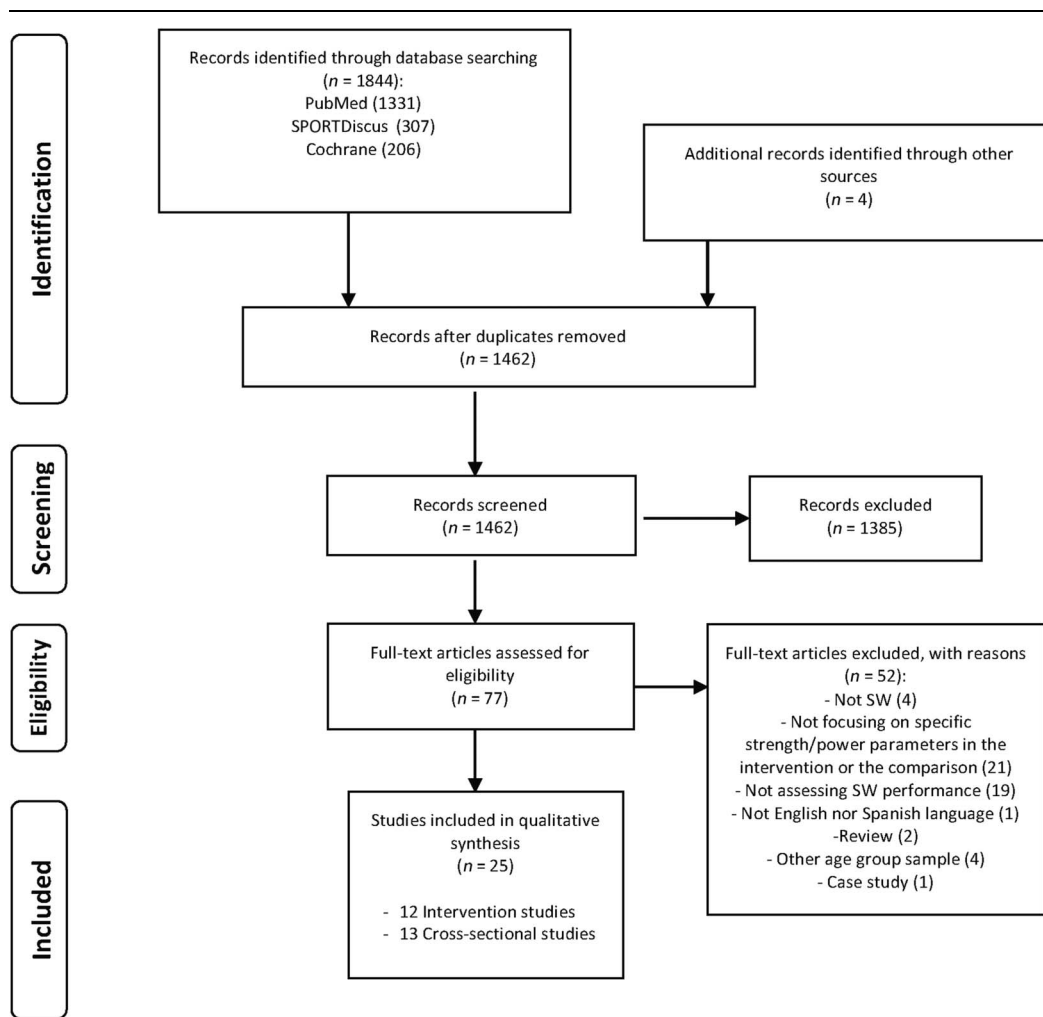 Identification
Records identified through database searching
(n = 1844):
PubMed (1331)
SPORTDiscus (307)
Cochrane (206)
Additional records identified through other
sources
(n = 4)
Records after duplicates removed
(n = 1462)
Screening
Records screened
(n = 1462)
Records excluded
(n = 1385)
Eligibility
Full-text articles assessed for
eligibility
(n = 77)
Full-text articles excluded, with reasons
(n = 52):
- Not SW (4)
- Not focusing on specific
strength/power parameters in the
intervention or the comparison (21)
- Not assessing SW performance (19)
- Not English nor Spanish language (1)
-Review (2)
- Other age group sample (4)
- Case study (1)
Included
Studies included in qualitative
synthesis
(n = 25)
- 12 Intervention studies
- 13 Cross-sectional studies